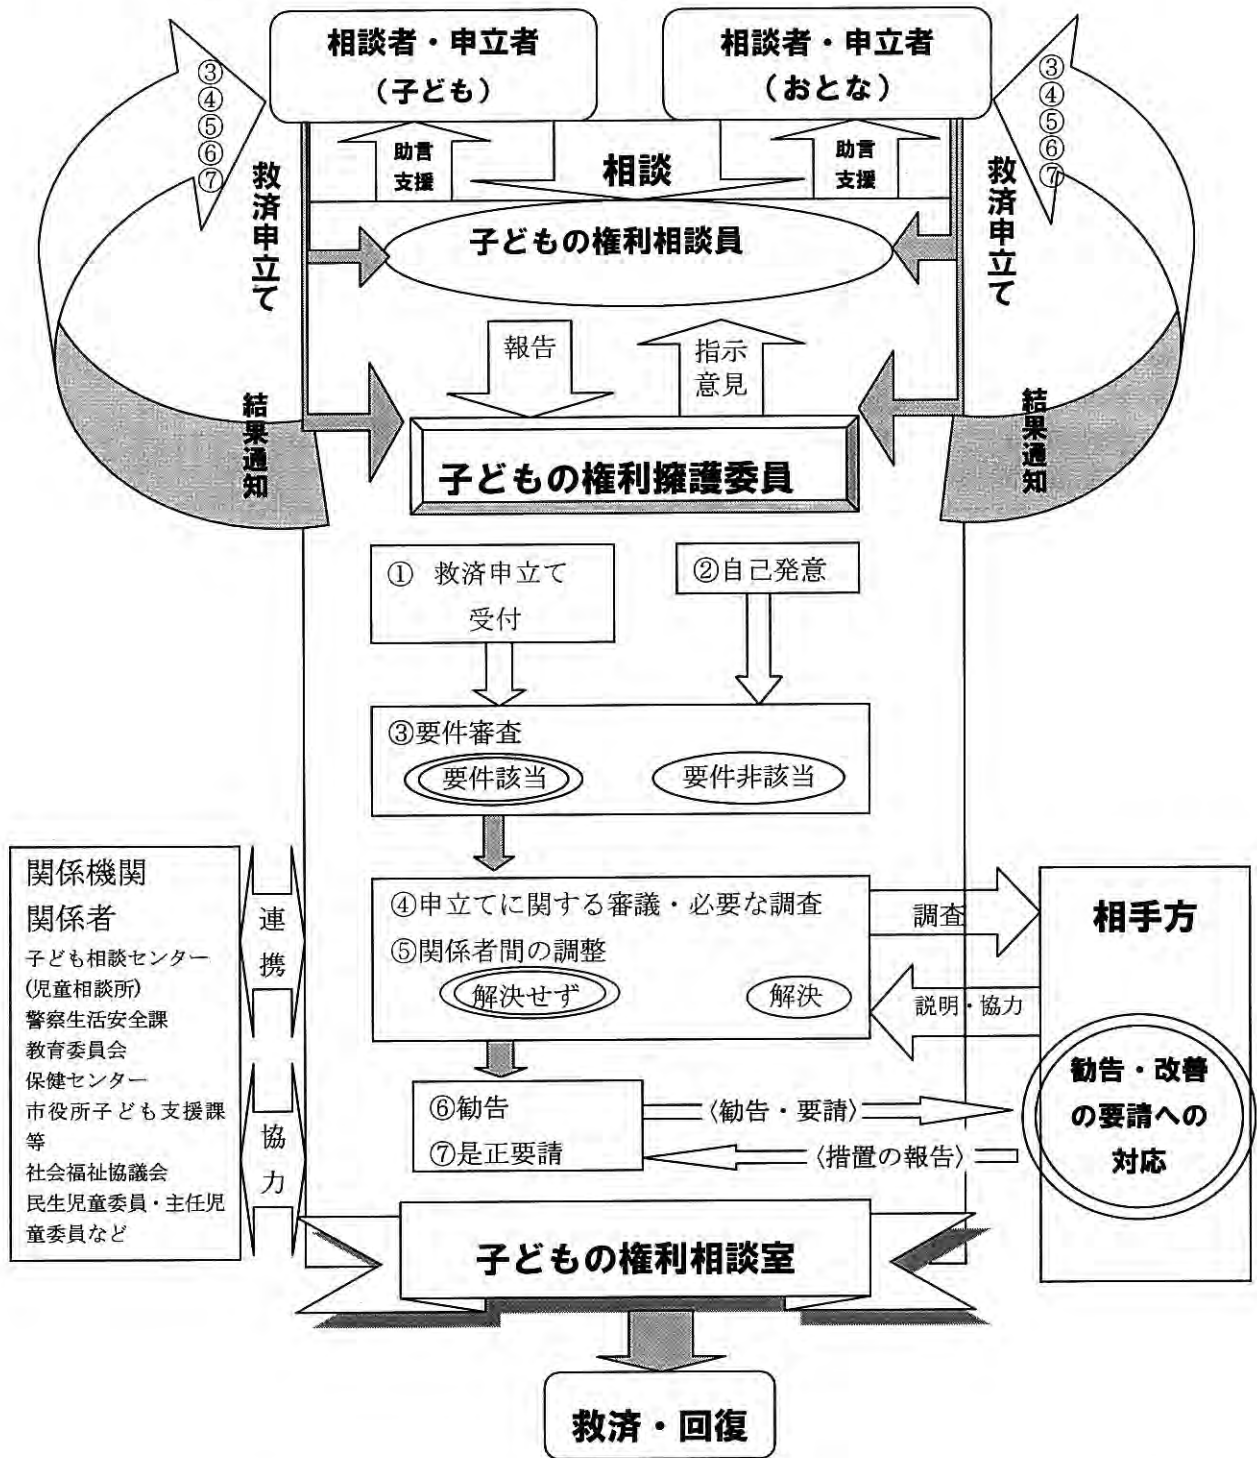 相談者・申立者
(子ども)
相談者・申立者
(おとな)
③
④
⑤
⑥
⑦
③
④
⑤
⑥
⑦
助言
支援
相談
助言
支援
救済申立て
救済申立て
子どもの権利相談員
報告
指示
意見
結果通知
結果通知
子どもの権利擁護委員
① 救済申立て
受付
②自己発意
③要件審査
要件該当
要件非該当
関係機関
関係者
子ども相談センター
(児童相談所)
警察生活安全課
教育委員会
保健センター
市役所子ども支援課
等
社会福祉協議会
民生児童委員・主任児
童委員など
連携
協力
④申立てに関する審議・必要な調査
⑤関係者間の調整
解決せず
解決
調査
説明・協力
相手方
勧告・改善
の要請への
対応
⑥勧告
⑦是正要請
〈勧告・要請〉
〈措置の報告〉
子どもの権利相談室
救済・回復